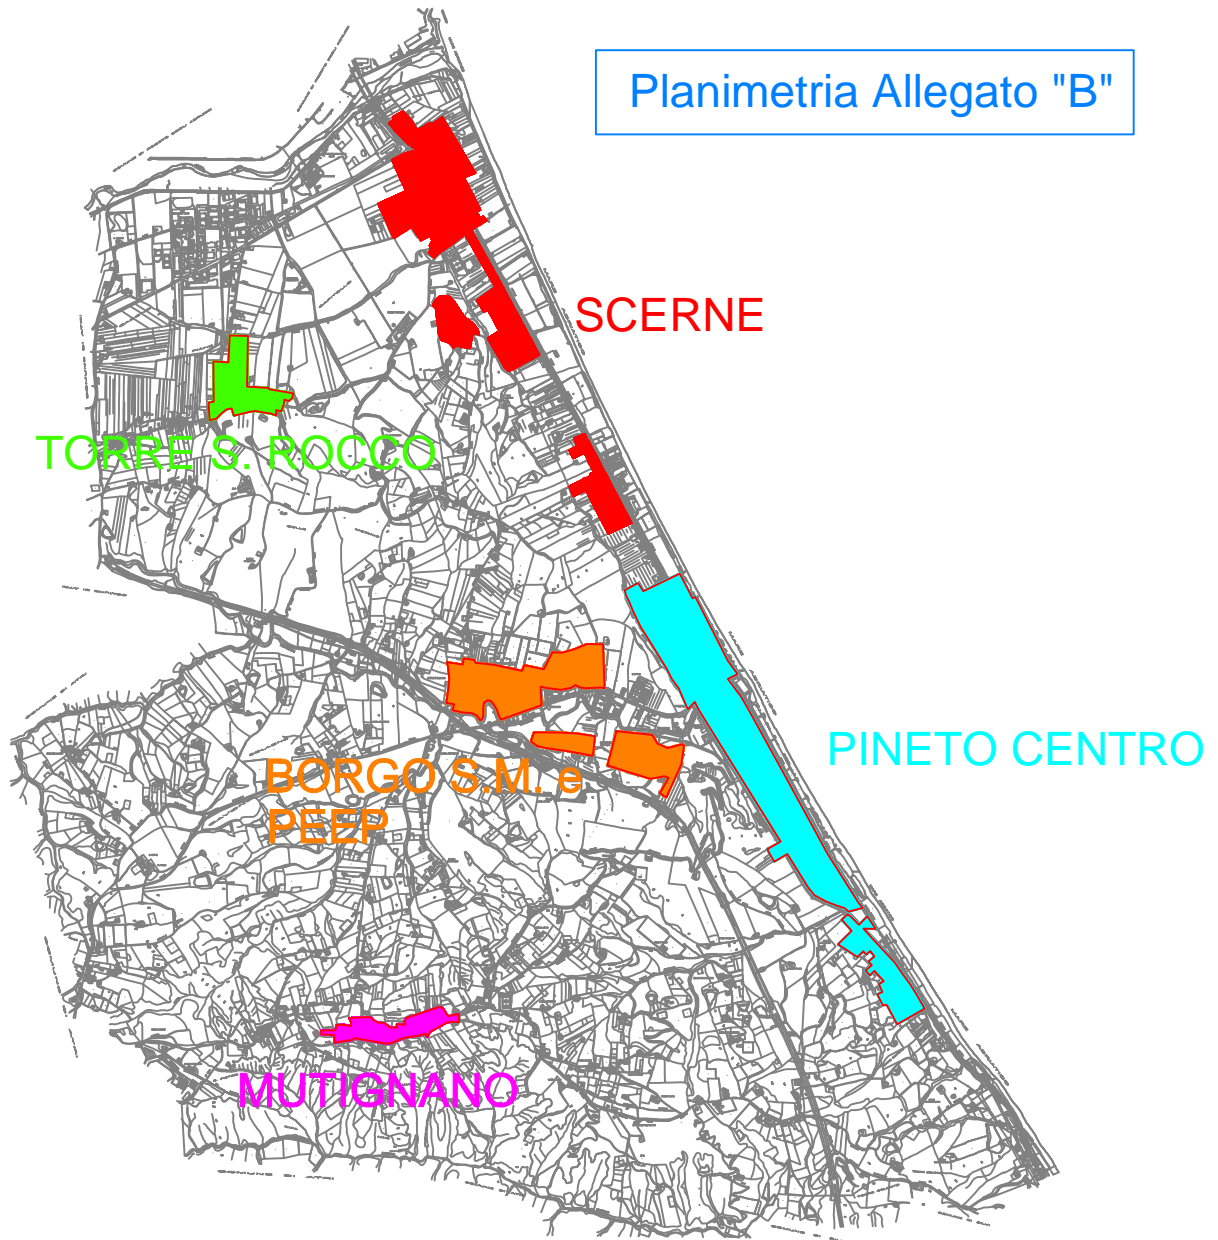 Planimetria Allegato "B"
SCERNE
TORRE S. ROCCO
PINETO CENTRO
BORGO S.M. e
PEEP
MUTIGNANO